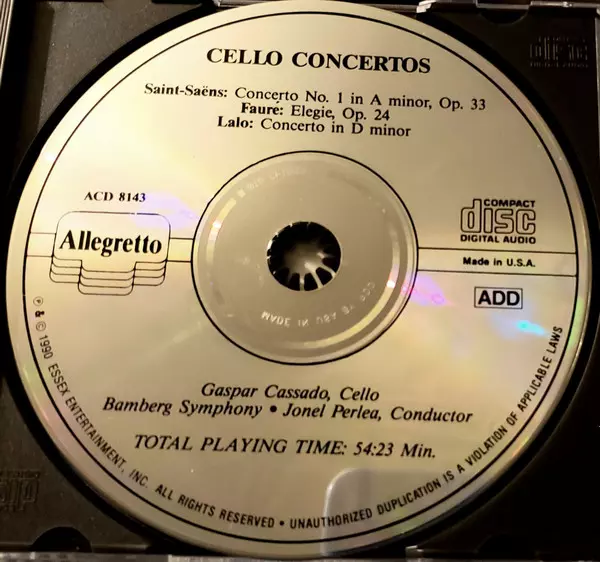 CELLO CONCERTOS
Saint-Saëns: Concerto No. 1 in A minor, Op. 33
Fauré: Elegie, Op. 24
Lalo: Concerto in D minor
ACD 8143
Allegretto
COMPACT
disc
DIGITAL AUDIO
Made in U.S.A.
ADD
Gaspar Cassado, Cello
Bamberg Symphony • Jonel Perlea, Conductor
TOTAL PLAYING TIME: 54:23 Min.
℗ & © 1990 ESSEX ENTERTAINMENT, INC. ALL RIGHTS RESERVED • UNAUTHORIZED DUPLICATION IS A VIOLATION OF APPLICABLE LAWS